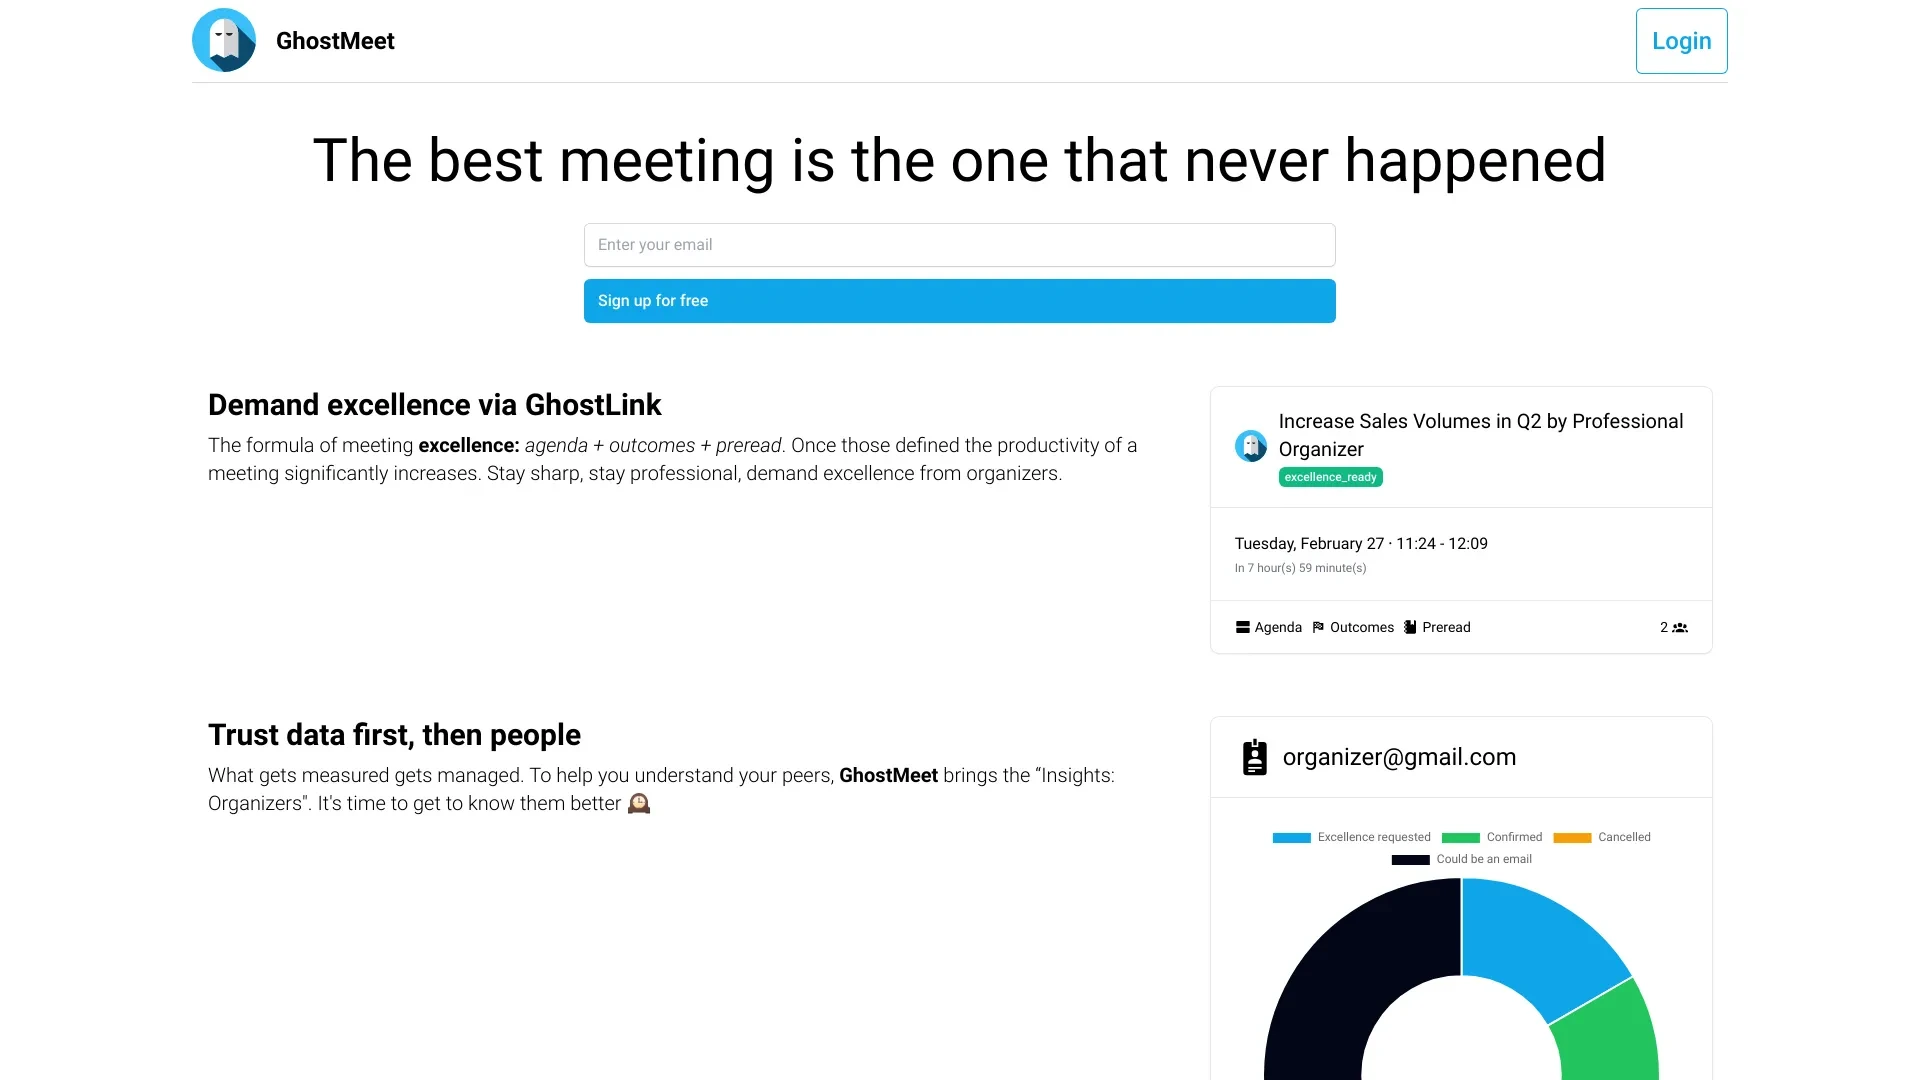 GhostMeet
Login
The best meeting is the one that never happened
Enter your email
Sign up for free
Demand excellence via GhostLink
The formula of meeting excellence: agenda + outcomes + preread. Once those defined the productivity of a
meeting significantly increases. Stay sharp, stay professional, demand excellence from organizers.
Increase Sales Volumes in Q2 by Professional
Organizer
excellence_ready
Tuesday, February 27 · 11:24 - 12:09
In 7 hour(s) 59 minute(s)
Agenda Outcomes Preread 2
Trust data first, then people
What gets measured gets managed. To help you understand your peers, GhostMeet brings the “Insights:
Organizers". It's time to get to know them better 🕰️
organizer@gmail.com
Excellence requested Confirmed Cancelled
Could be an email